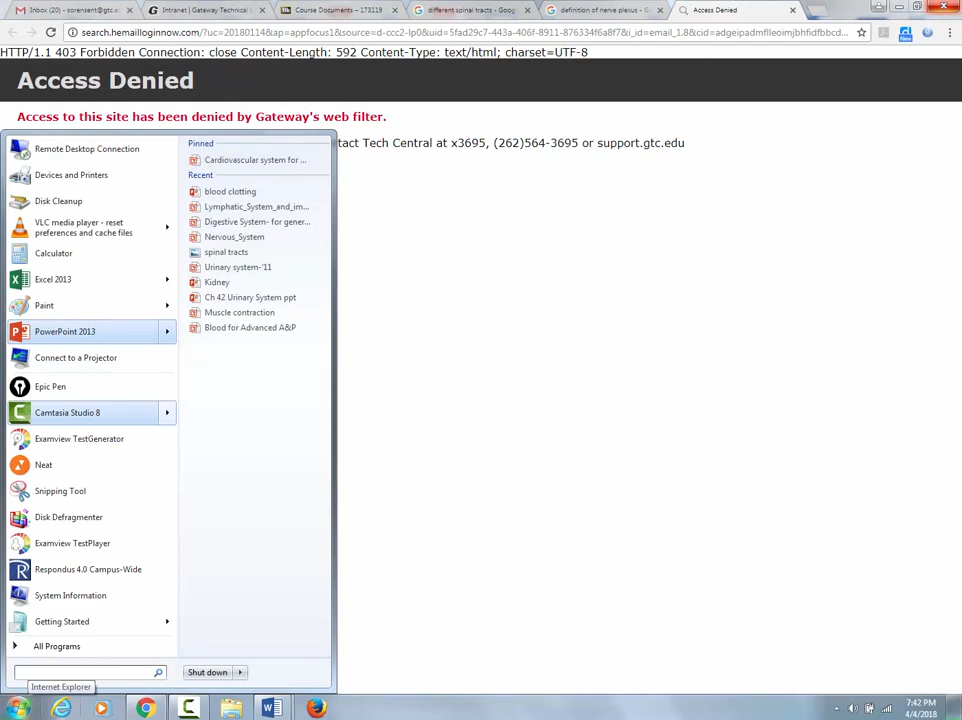 Inbox (20) - sorensent@gtc.e
Intranet | Gateway Technical C
Course Documents – 173119
different spinal tracts - Googl
definition of nerve plexus - G
Access Denied
search.hemailloginnow.com/?uc=20180114&ap=appfocus1&source=d-ccc2-lp0&uid=5fad29c7-e473-401a-406f-8911-876334f6a8f7&i_id=email_1.8&cid=adgeipadmflleoimjbhfidfbbcd...
HTTP/1.1 403 Forbidden Connection: close Content-Length: 592 Content-Type: text/html; charset=UTF-8
Access Denied
Access to this site has been denied by Gateway's web filter.
tact Tech Central at x3695, (262)564-3695 or support.gtc.edu
Remote Desktop Connection
Devices and Printers
Disk Cleanup
VLC media player - reset
preferences and cache files
Calculator
Excel 2013
Paint
PowerPoint 2013
Connect to a Projector
Epic Pen
Camtasia Studio 8
Examview TestGenerator
Neat
Snipping Tool
Disk Defragmenter
Examview TestPlayer
Respondus 4.0 Campus-Wide
System Information
Getting Started
All Programs
Pinned
Cardiovascular system for ...
Recent
blood clotting
Lymphatic_System_and_im...
Digestive System- for gener...
Nervous_System
spinal tracts
Urinary system-'11
Kidney
Ch 42 Urinary System ppt
Muscle contraction
Blood for Advanced A&P
Shut down
Internet Explorer
7:42 PM
4/4/2018